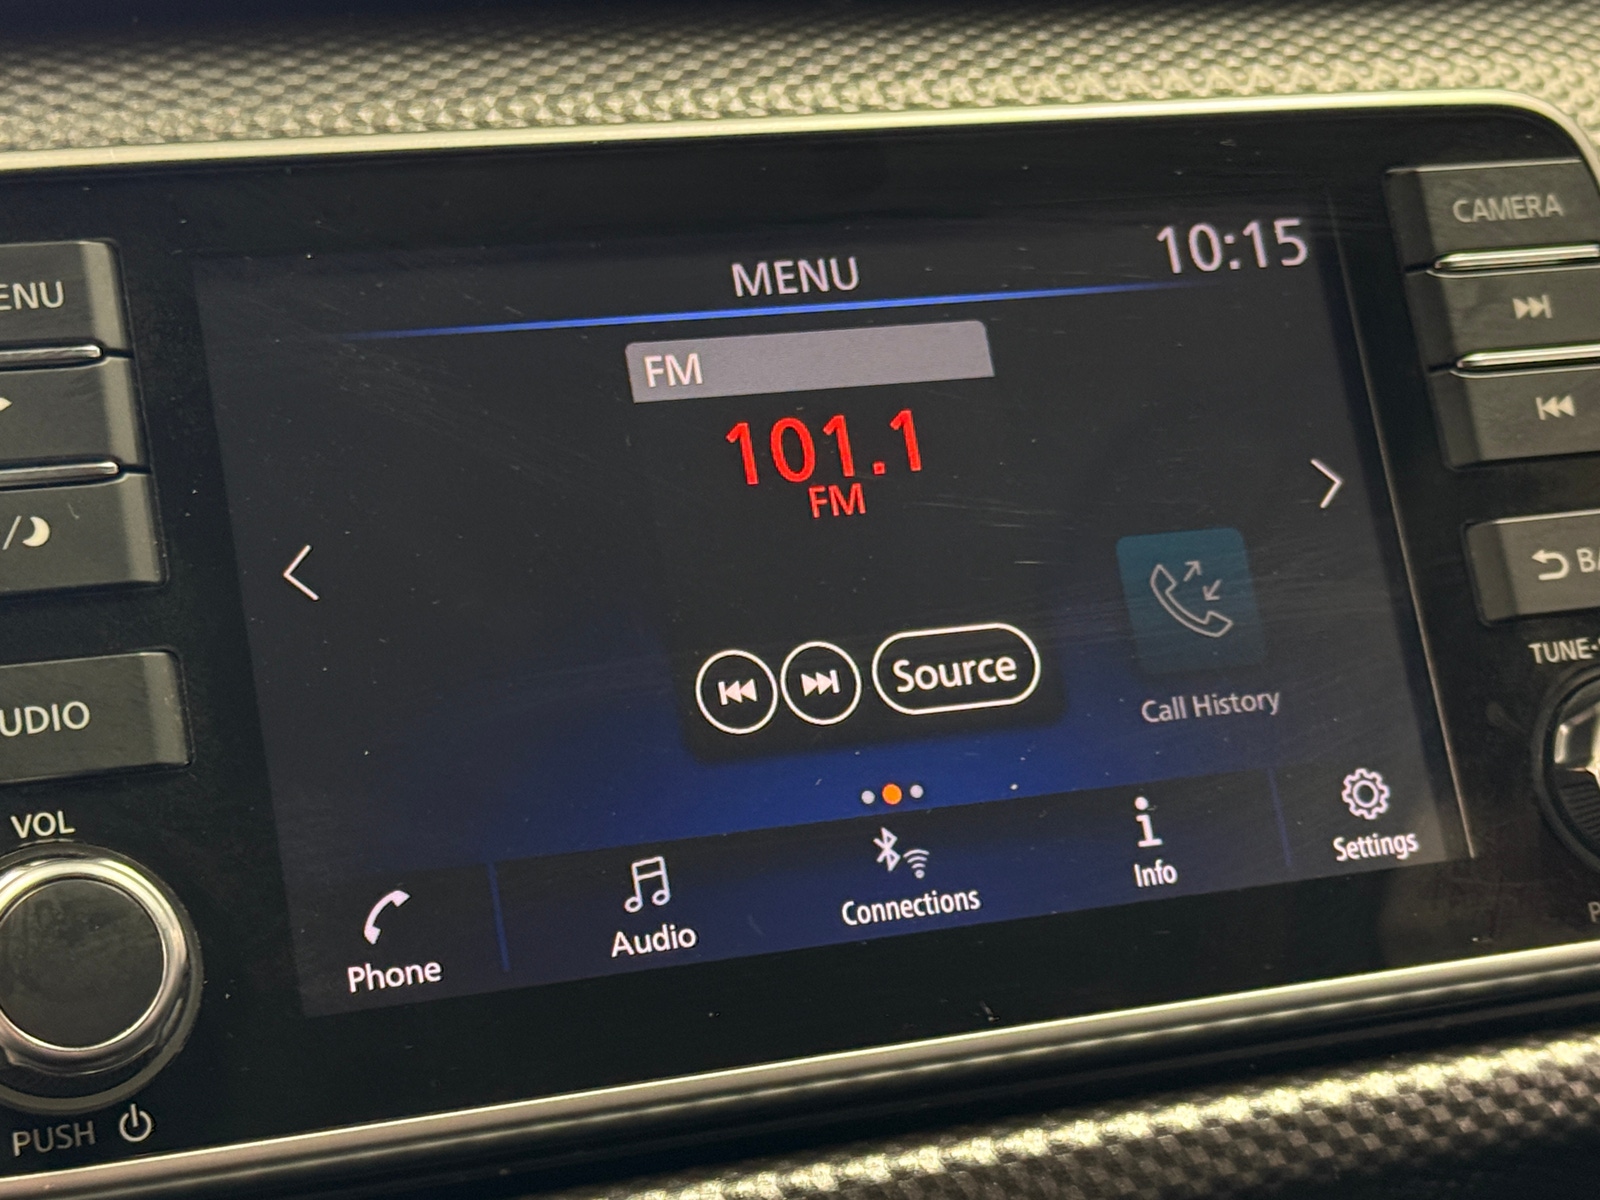 MENU
10:15
CAMERA
ENU
FM
101.1
FM
Source
Call History
UDIO
TUNE
VOL
Phone
Audio
Connections
Info
Settings
PUSH